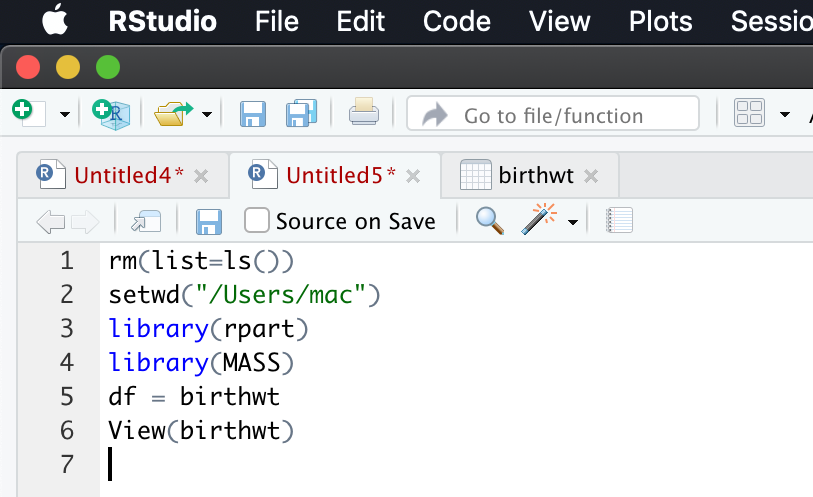 RStudio File Edit Code View Plots Sessio
Go to file/function
Untitled4* Untitled5* birthwt
Source on Save
1 rm(list=ls())
2 setwd("/Users/mac")
3 library(rpart)
4 library(MASS)
5 df = birthwt
6 View(birthwt)
7